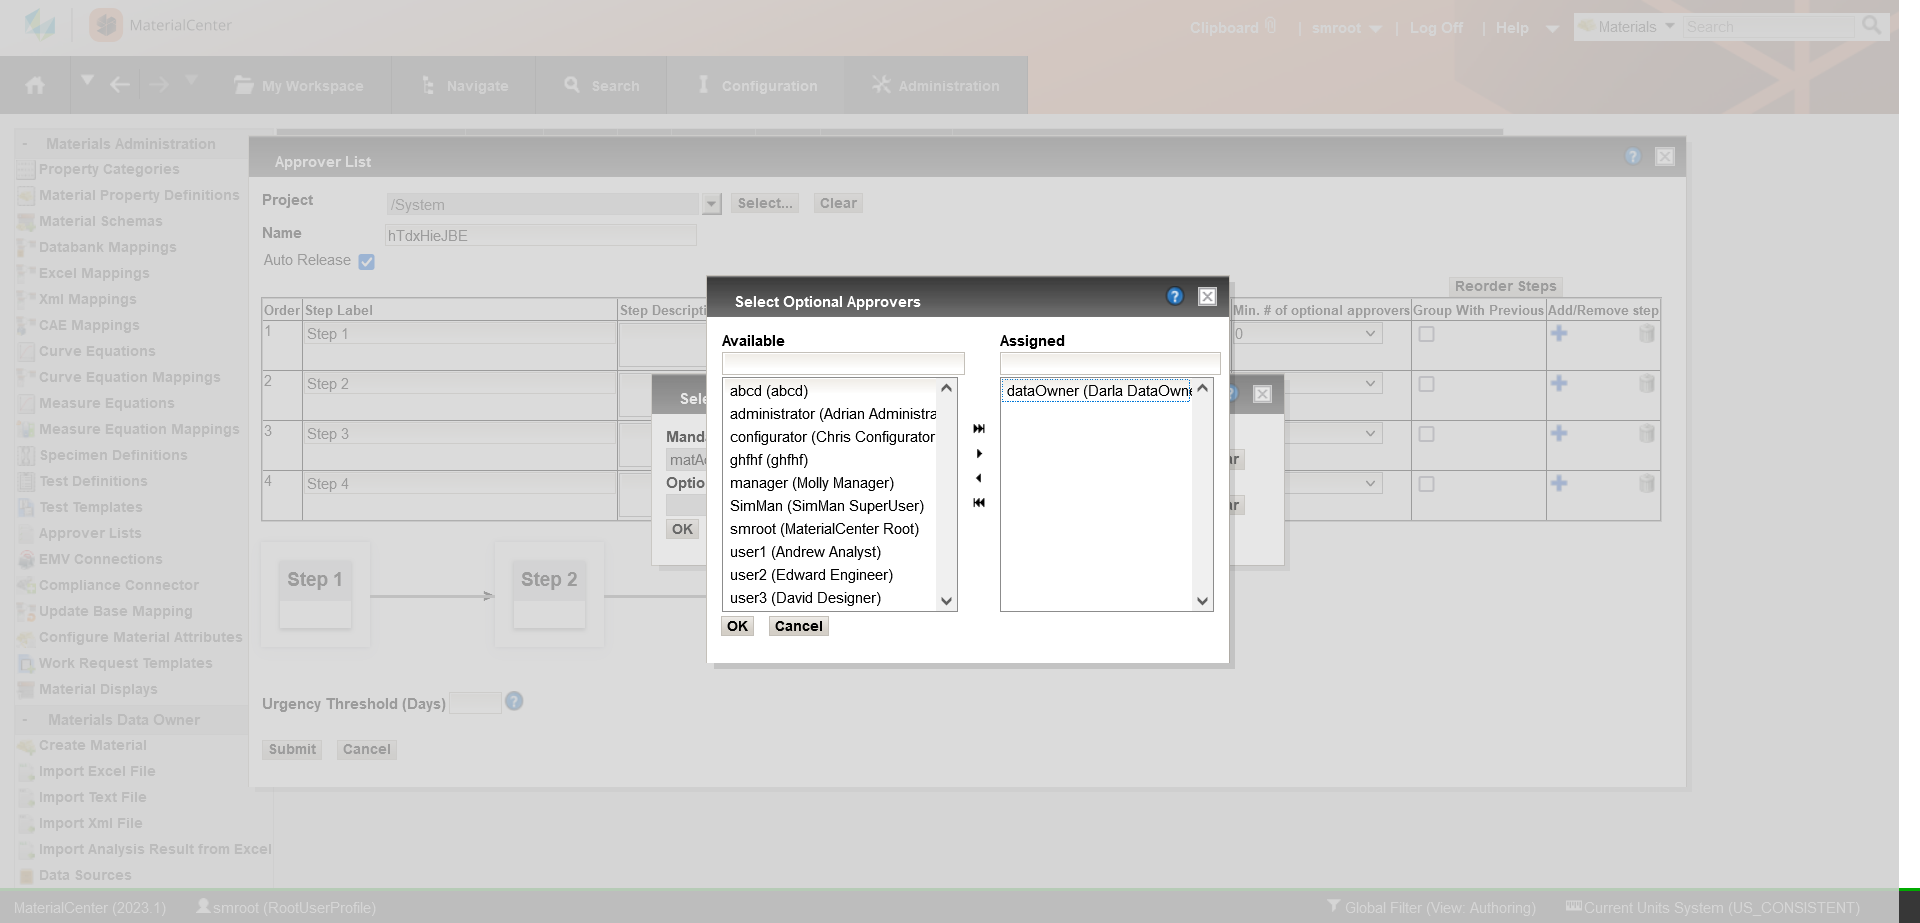 MaterialCenter
Clipboard | smroot | Log Off | Help Materials Search
My Workspace Navigate Search Configuration Administration
- Materials Administration
Property Categories
Material Property Definitions
Material Schemas
Databank Mappings
Excel Mappings
Xml Mappings
CAE Mappings
Curve Equations
Curve Equation Mappings
Measure Equations
Measure Equation Mappings
Specimen Definitions
Test Definitions
Test Templates
Approver Lists
EMV Connections
Compliance Connector
Update Base Mapping
Configure Material Attributes
Work Request Templates
Material Displays
- Materials Data Owner
Create Material
Import Excel File
Import Text File
Import Xml File
Import Analysis Result from Excel
Data Sources
Approver List ?
Project /System Select... Clear
Name hTdxHieJBE
Auto Release
Reorder Steps
Order Step Label Step Descripti Min. # of optional approvers Group With Previous Add/Remove step
1 Step 1 0
2 Step 2
3 Step 3
4 Step 4
Sele
Mand
matA
Optio
OK
Step 1 Step 2
Urgency Threshold (Days) ?
Submit Cancel
Select Optional Approvers ?
Available
abcd (abcd)
administrator (Adrian Administra
configurator (Chris Configurator
ghfhf (ghfhf)
manager (Molly Manager)
SimMan (SimMan SuperUser)
smroot (MaterialCenter Root)
user1 (Andrew Analyst)
user2 (Edward Engineer)
user3 (David Designer)
Assigned
dataOwner (Darla DataOwne
OK Cancel
MaterialCenter (2023.1) smroot (RootUserProfile) Global Filter (View: Authoring) Current Units System (US_CONSISTENT)